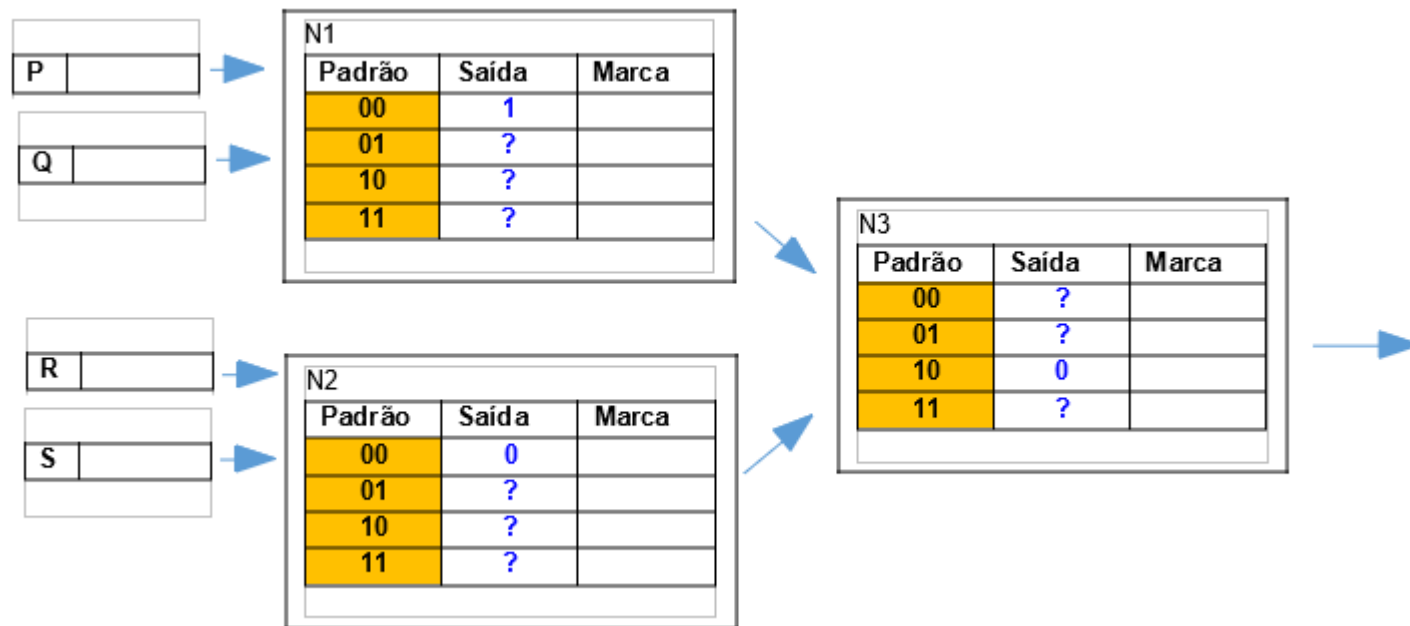 P
Q
R
S
N1
Padrão Saída Marca
00 1
01 ?
10 ?
11 ?
N2
Padrão Saída Marca
00 0
01 ?
10 ?
11 ?
N3
Padrão Saída Marca
00 ?
01 ?
10 0
11 ?